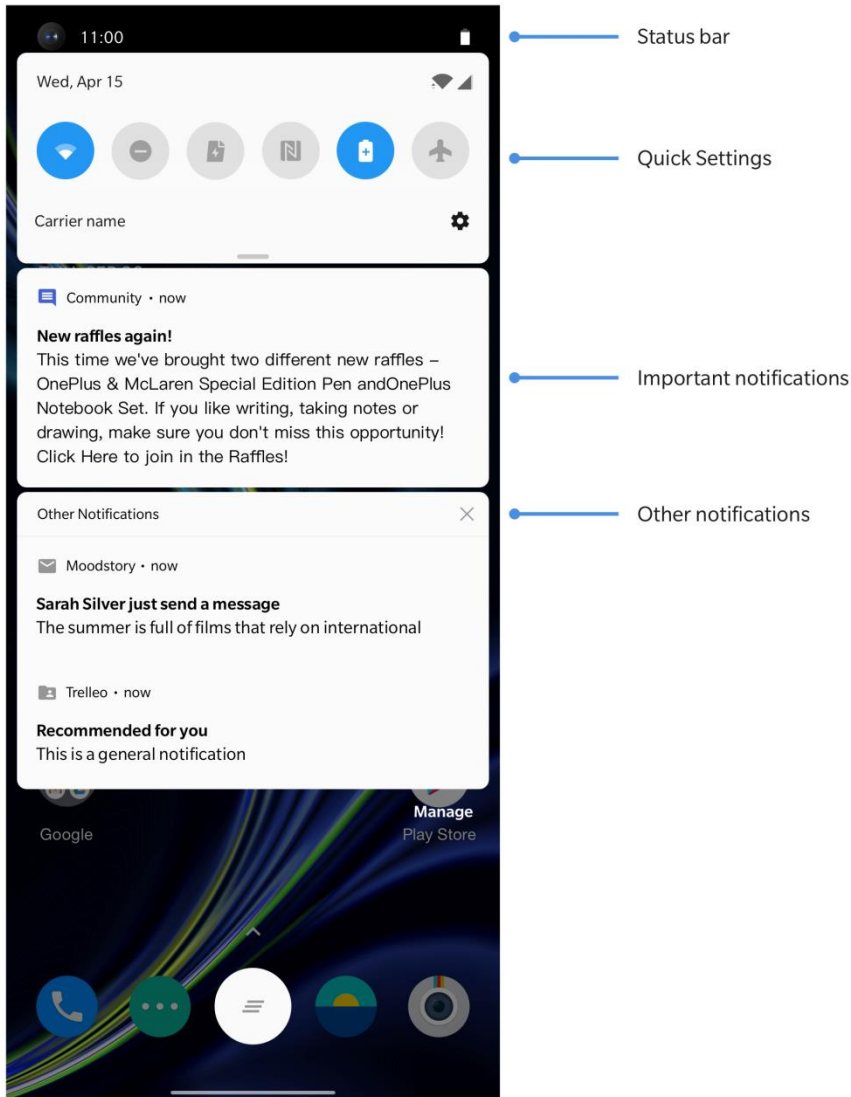 11:00
Status bar
Wed, Apr 15
Quick Settings
Carrier name
Community • now
New raffles again!
This time we've brought two different new raffles –
OnePlus & McLaren Special Edition Pen andOnePlus
Notebook Set. If you like writing, taking notes or
drawing, make sure you don't miss this opportunity!
Click Here to join in the Raffles!
Important notifications
Other Notifications
Other notifications
Moodstory • now
Sarah Silver just send a message
The summer is full of films that rely on international
Trelleo • now
Recommended for you
This is a general notification
Manage
Google
Play Store